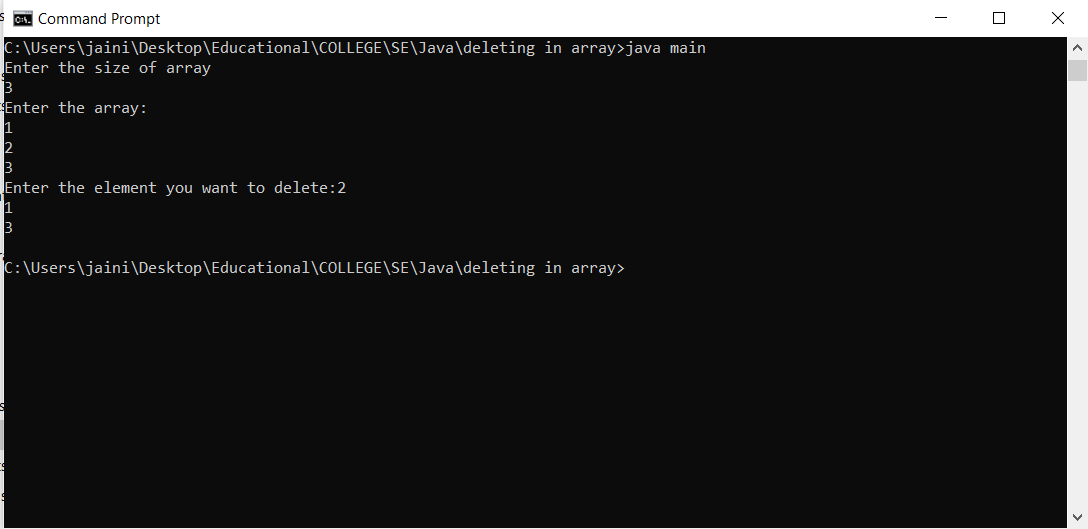 Command Prompt
C:\Users\jaini\Desktop\Educational\COLLEGE\SE\Java\deleting in array>java main
Enter the size of array
3
Enter the array:
1
2
3
Enter the element you want to delete:2
1
3
C:\Users\jaini\Desktop\Educational\COLLEGE\SE\Java\deleting in array>